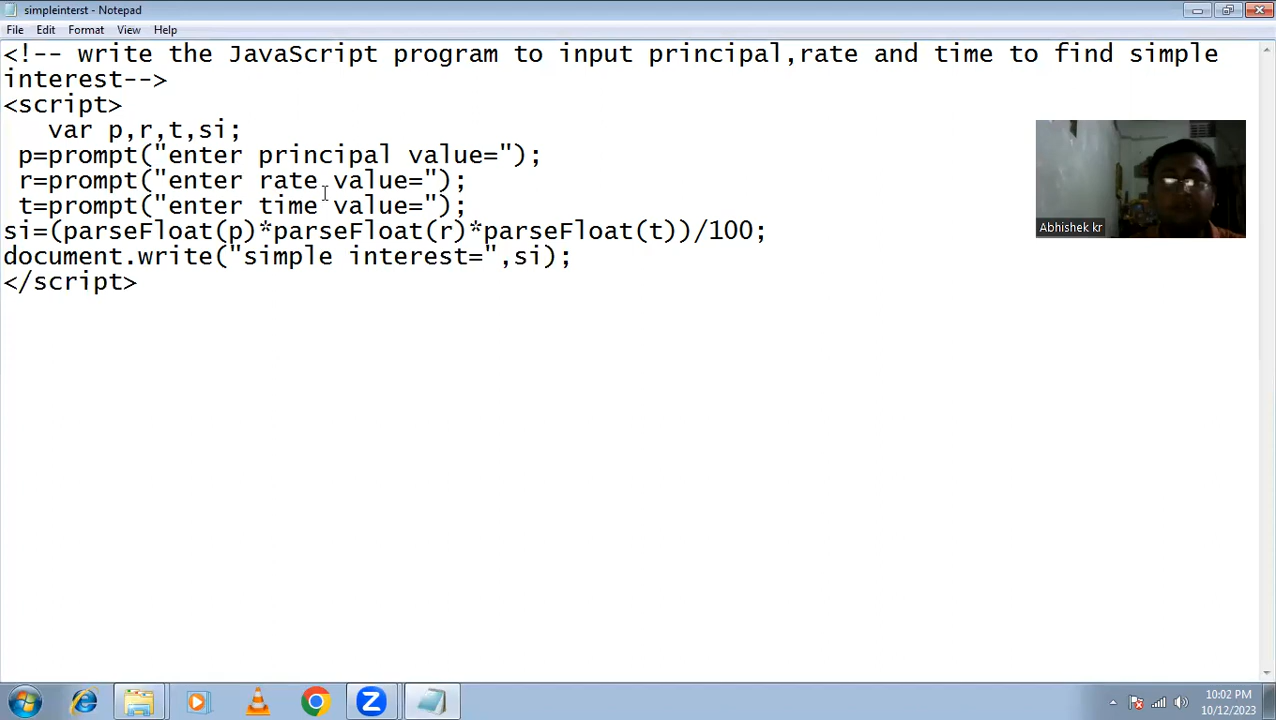 simpleinterst - Notepad
File Edit Format View Help
<!-- write the JavaScript program to input principal,rate and time to find simple
interest-->
<script>
var p,r,t,si;
p=prompt("enter principal value=");
r=prompt("enter rate value=");
t=prompt("enter time value=");
si=(parseFloat(p)*parseFloat(r)*parseFloat(t))/100;
document.write("simple interest=",si);
</script>
Abhishek kr
10:02 PM
10/12/2023